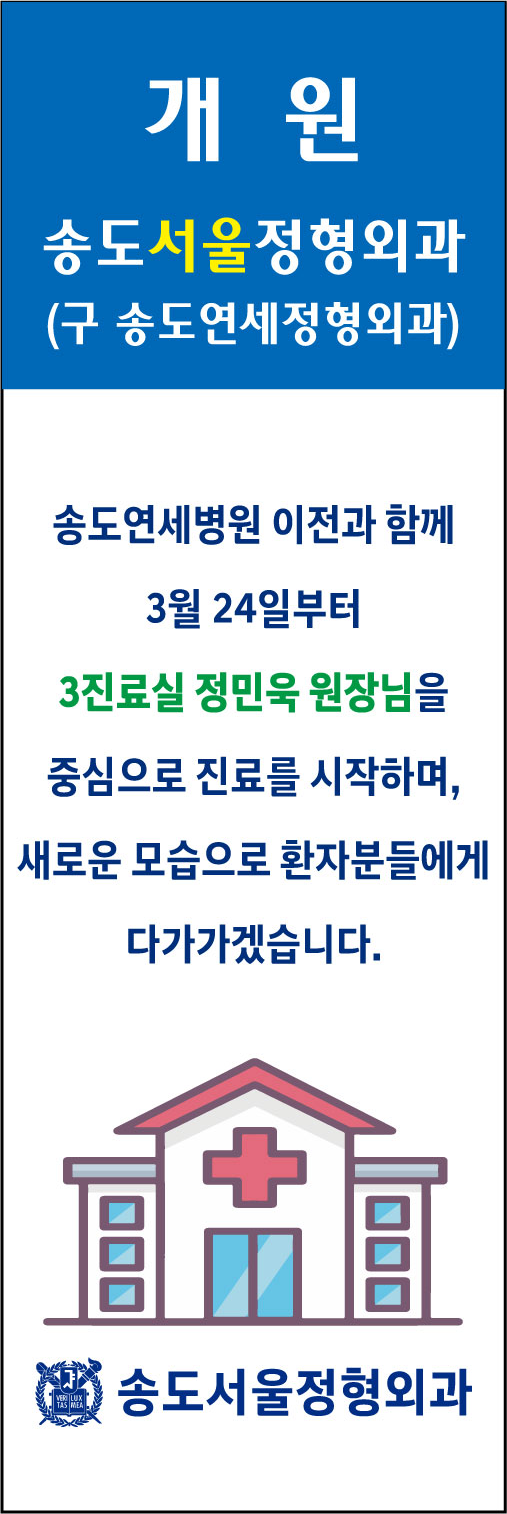 개 원
송도서울정형외과
(구 송도연세정형외과)
송도연세병원 이전과 함께
3월 24일부터
3진료실 정민욱 원장님을
중심으로 진료를 시작하며,
새로운 모습으로 환자분들에게
다가가겠습니다.
VERI LUX
TAS MEA
송도서울정형외과